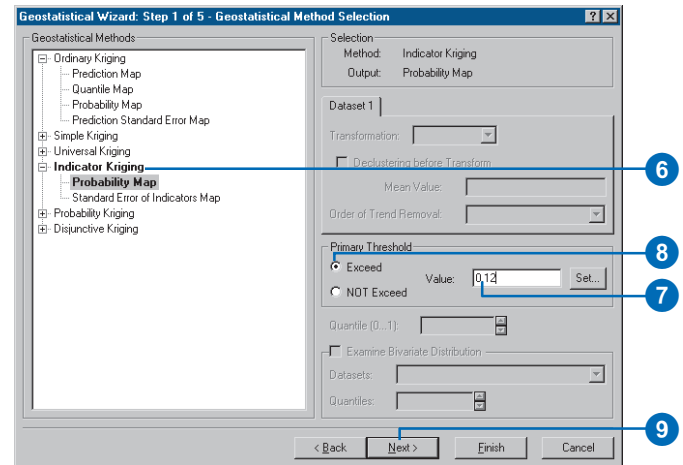 Geostatistical Wizard: Step 1 of 5 - Geostatistical Method Selection
Geostatistical Methods
Ordinary Kriging
Prediction Map
Quantile Map
Probability Map
Prediction Standard Error Map
Simple Kriging
Universal Kriging
Indicator Kriging
Probability Map
Standard Error of Indicators Map
Probability Kriging
Disjunctive Kriging
Selection
Method: Indicator Kriging
Output: Probability Map
Dataset 1
Transformation:
Declustering before Transform
Mean Value:
Order of Trend Removal:
Primary Threshold
Exceed
NOT Exceed
Value: 0,12 Set...
Quantile (0...1):
Examine Bivariate Distribution
Datasets:
Quantiles:
< Back Next > Finish Cancel
6
8
7
9